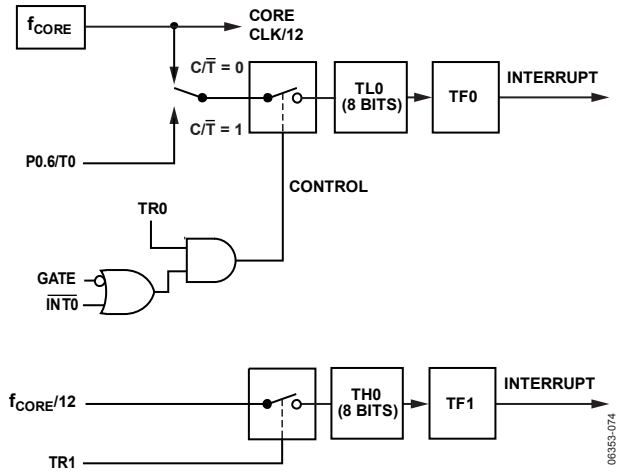 fCORE
CORE
CLK/12
C/T̅ = 0
C/T̅ = 1
P0.6/T0
TL0
(8 BITS)
TF0
INTERRUPT
CONTROL
TR0
GATE
I̅N̅T̅0̅
fCORE/12
TR1
TH0
(8 BITS)
TF1
INTERRUPT
06353-074